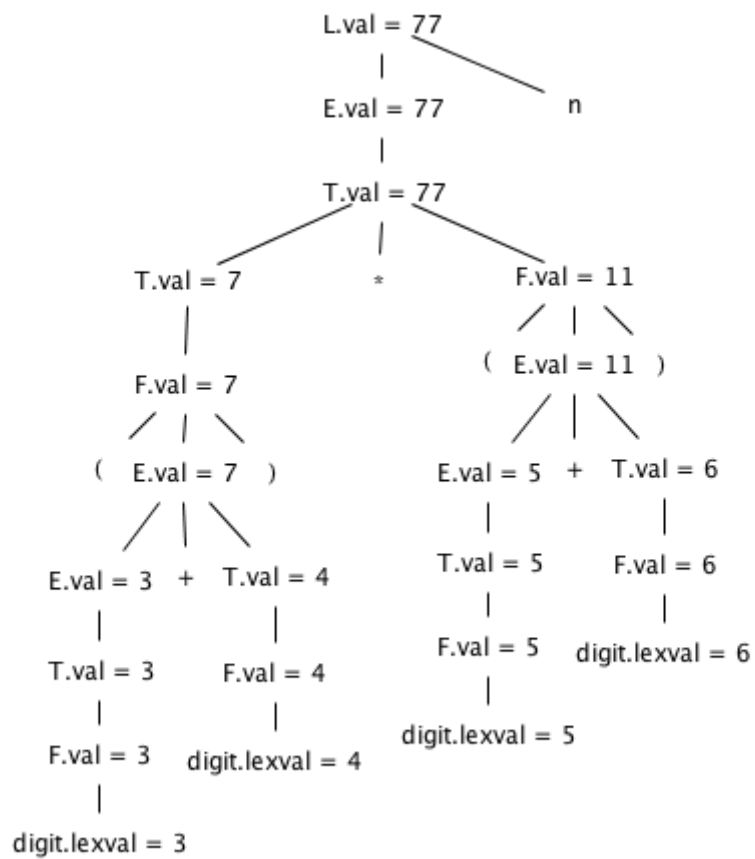 L.val = 77
E.val = 77 n
T.val = 77
T.val = 7 * F.val = 11
( E.val = 11 )
F.val = 7
( E.val = 7 ) E.val = 5 + T.val = 6
E.val = 3 + T.val = 4 T.val = 5 F.val = 6
T.val = 3 F.val = 4 F.val = 5 digit.lexval = 6
F.val = 3 digit.lexval = 4 digit.lexval = 5
digit.lexval = 3